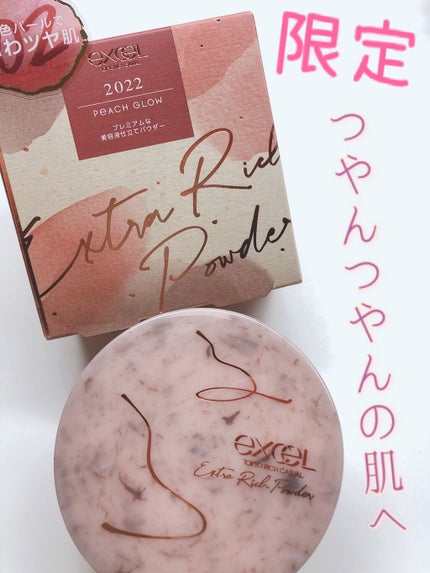 色パールで
わツヤ肌
02
excel
2022
PEACH GLOW
プレミアムな
美容液仕立てパウダー
Extra Rich
Powder
限定
つやんつやんの肌へ
excel
TOKYO RICH CASUAL
Extra Rich Powder